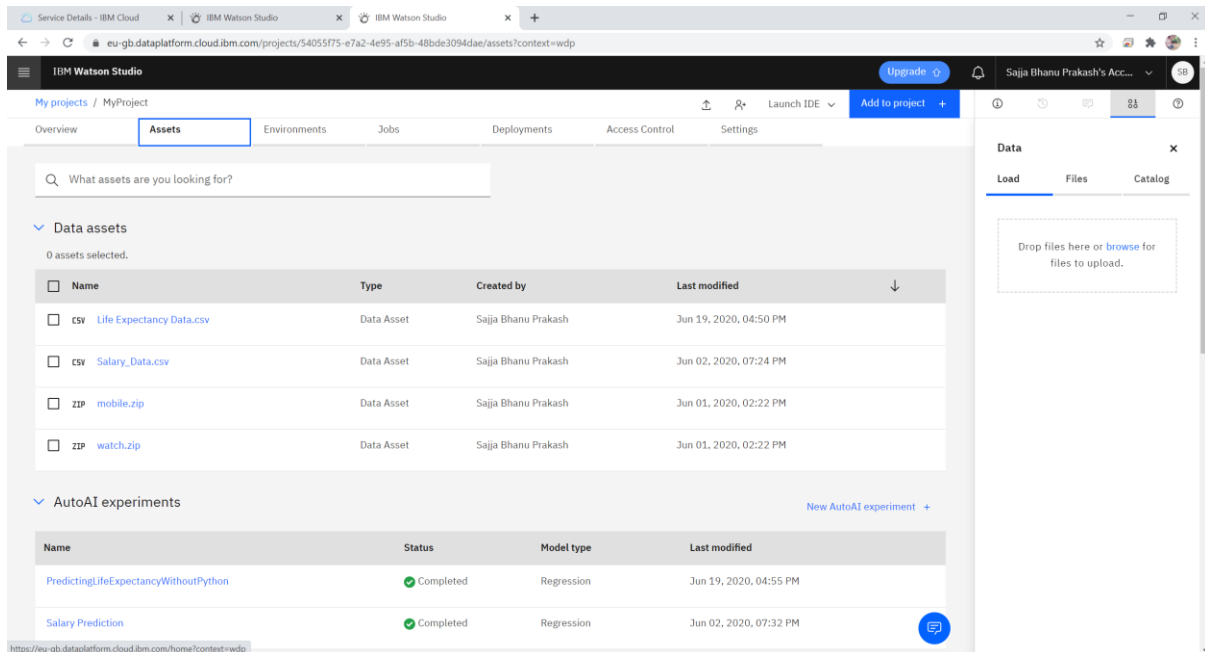 Service Details - IBM Cloud IBM Watson Studio IBM Watson Studio
eu-gb.dataplatform.cloud.ibm.com/projects/54055f75-e7a2-4e95-af5b-48bde3094dae/assets?context=wdp
IBM Watson Studio Upgrade Sajja Bhanu Prakash's Acc... SB
My projects / MyProject Launch IDE Add to project +
Overview Assets Environments Jobs Deployments Access Control Settings
Data
Load Files Catalog
What assets are you looking for?
Drop files here or browse for
files to upload.
Data assets
0 assets selected.
Name Type Created by Last modified
CSV Life Expectancy Data.csv Data Asset Sajja Bhanu Prakash Jun 19, 2020, 04:50 PM
CSV Salary_Data.csv Data Asset Sajja Bhanu Prakash Jun 02, 2020, 07:24 PM
ZIP mobile.zip Data Asset Sajja Bhanu Prakash Jun 01, 2020, 02:22 PM
ZIP watch.zip Data Asset Sajja Bhanu Prakash Jun 01, 2020, 02:22 PM
AutoAI experiments New AutoAI experiment +
Name Status Model type Last modified
PredictingLifeExpectancyWithoutPython Completed Regression Jun 19, 2020, 04:55 PM
Salary Prediction Completed Regression Jun 02, 2020, 07:32 PM
https://eu-gb.dataplatform.cloud.ibm.com/home?context=wdp